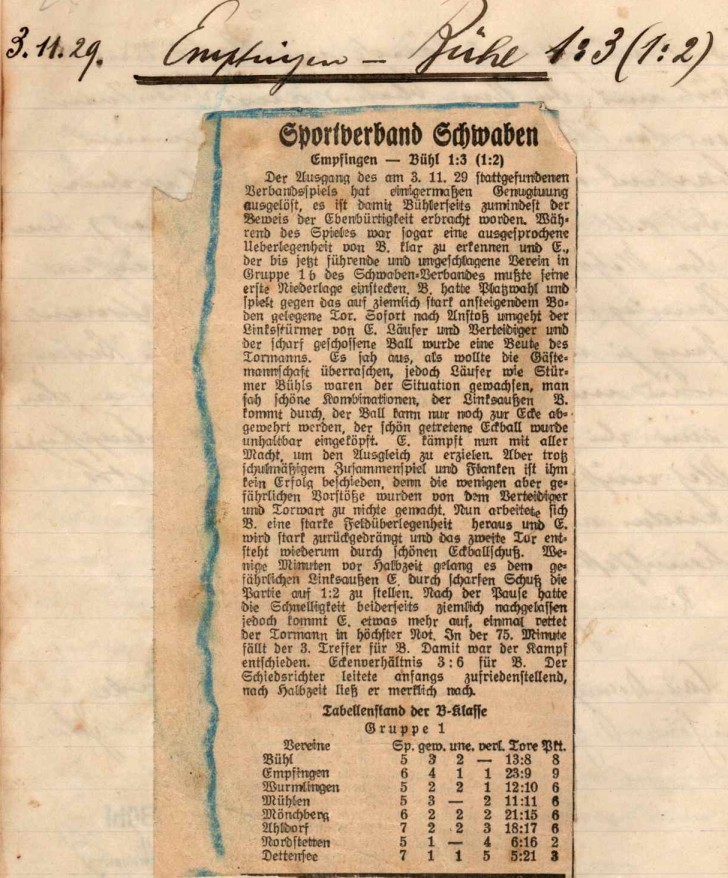 3.11.29. Empfingen – Bühl 1:3 (1:2)
Sportverband Schwaben
Empfingen — Bühl 1:3 (1:2)
Der Ausgang des am 3. 11. 29 stattgefundenen
Verbandsspiels hat einigermaßen Genugtuung
ausgelöst, es ist damit Bühlerseits zumindest der
Beweis der Ebenbürtigkeit erbracht worden. Wäh-
rend des Spieles war sogar eine ausgesprochene
Ueberlegenheit von B. klar zu erkennen und E.,
der bis jetzt führende und ungeschlagene Verein in
Gruppe 1b des Schwaben-Verbandes mußte seine
erste Niederlage einstecken. B. hatte Platzwahl und
spielt gegen das auf ziemlich stark ansteigendem Bo-
den gelegene Tor. Sofort nach Anstoß umgeht der
Linksstürmer von E. Läufer und Verteidiger und
der scharf geschossene Ball wurde eine Beute des
Tormanns. Es sah aus, als wollte die Gäste-
mannschaft überraschen, jedoch Läufer wie Stür-
mer Bühls waren der Situation gewachsen, man
sah schöne Kombinationen, der Linksaußen B.
kommt durch, der Ball kann nur noch zur Ecke ab-
gewehrt werden, der schön getretene Eckball wurde
unhaltbar eingeköpft. E. kämpft nun mit aller
Macht, um den Ausgleich zu erzielen. Aber trotz
schulmäßigem Zusammenspiel und Flanken ist ihm
kein Erfolg beschieden, denn die wenigen aber ge-
fährlichen Vorstöße wurden von dem Verteidiger
und Torwart zu nichte gemacht. Nun arbeitete sich
B. eine starke Feldüberlegenheit heraus und E.
wird stark zurückgedrängt und das zweite Tor ent-
steht wiederum durch schönen Eckballschuß. We-
nige Minuten vor Halbzeit gelang es dem ge-
fährlichen Linksaußen E. durch scharfen Schuß die
Partie auf 1:2 zu stellen. Nach der Pause hatte
die Schnelligkeit beiderseits ziemlich nachgelassen
jedoch kommt E. etwas mehr auf, einmal rettet
der Tormann in höchster Not. In der 75. Minute
fällt der 3. Treffer für B. Damit war der Kampf
entschieden. Eckenverhältnis 3:6 für B. Der
Schiedsrichter leitete anfangs zufriedenstellend,
nach Halbzeit ließ er merklich nach.
Tabellenstand der B-Klasse
Gruppe 1
Vereine Sp. gew. une. verl. Tore Pkt.
Bühl 5 3 2 — 13:8 8
Empfingen 6 4 1 1 23:9 9
Wurmlingen 5 2 2 1 12:10 6
Mühlen 5 3 — 2 11:11 6
Mönchberg 6 2 2 2 21:15 6
Ahldorf 7 2 2 3 18:17 6
Nordstetten 5 1 — 4 6:16 2
Dettensee 7 1 1 5 5:21 3